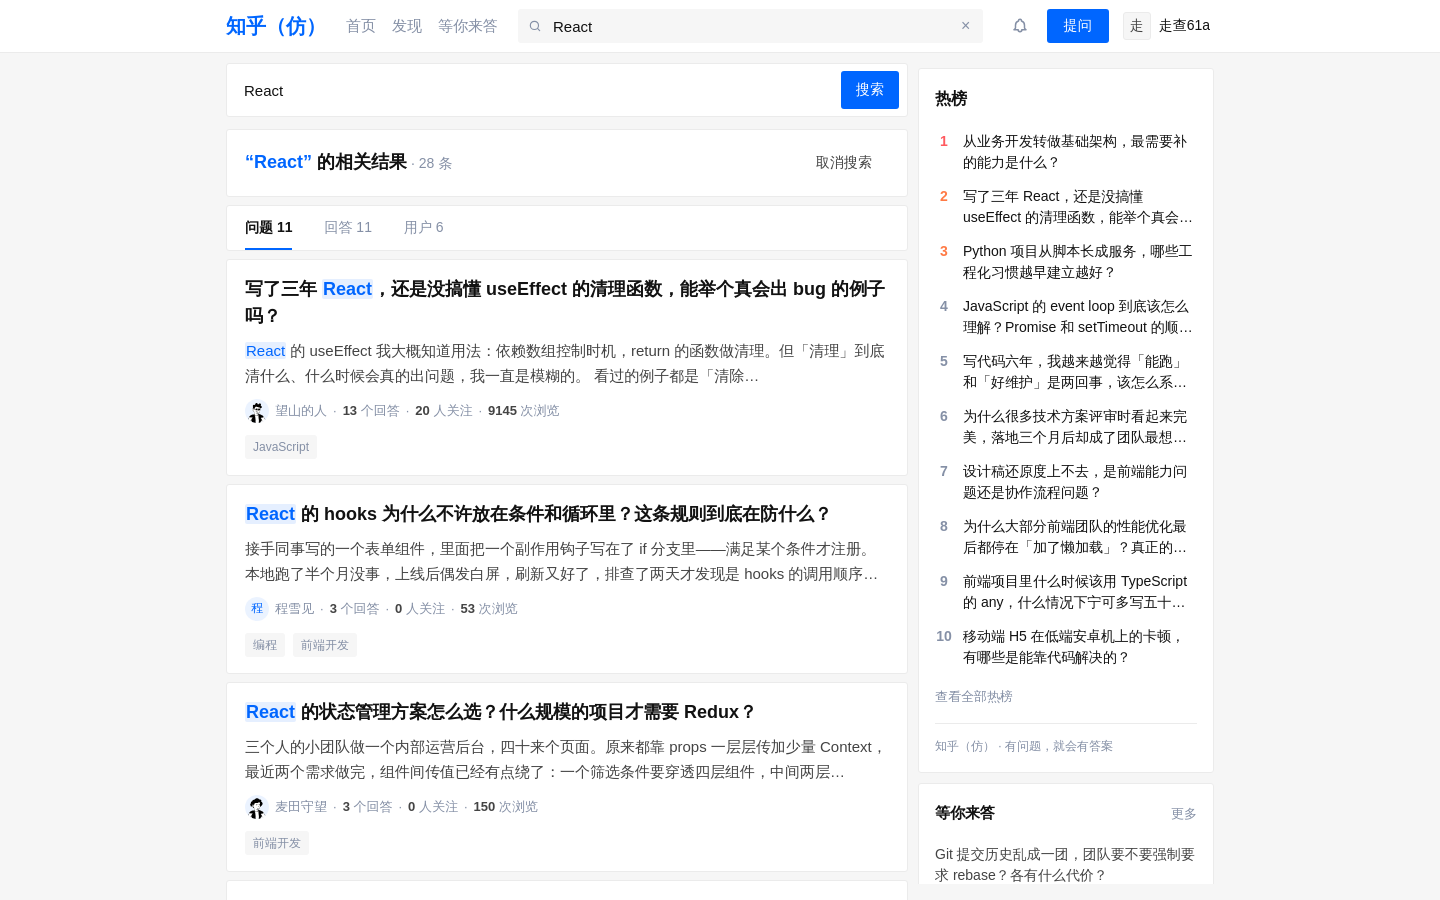 知乎（仿） 首页 发现 等你来答 React × 提问 走 走查61a
React 搜索
“React” 的相关结果 · 28 条 取消搜索
问题 11 回答 11 用户 6
写了三年 React，还是没搞懂 useEffect 的清理函数，能举个真会出 bug 的例子
吗？
React 的 useEffect 我大概知道用法：依赖数组控制时机，return 的函数做清理。但「清理」到底
清什么、什么时候会真的出问题，我一直是模糊的。 看过的例子都是「清除…
望山的人 · 13 个回答 · 20 人关注 · 9145 次浏览
JavaScript
React 的 hooks 为什么不许放在条件和循环里？这条规则到底在防什么？
接手同事写的一个表单组件，里面把一个副作用钩子写在了 if 分支里——满足某个条件才注册。
本地跑了半个月没事，上线后偶发白屏，刷新又好了，排查了两天才发现是 hooks 的调用顺序…
程 程雪见 · 3 个回答 · 0 人关注 · 53 次浏览
编程 前端开发
React 的状态管理方案怎么选？什么规模的项目才需要 Redux？
三个人的小团队做一个内部运营后台，四十来个页面。原来都靠 props 一层层传加少量 Context，
最近两个需求做完，组件间传值已经有点绕了：一个筛选条件要穿透四层组件，中间两层…
麦田守望 · 3 个回答 · 0 人关注 · 150 次浏览
前端开发
热榜
1 从业务开发转做基础架构，最需要补
的能力是什么？
2 写了三年 React，还是没搞懂
useEffect 的清理函数，能举个真会…
3 Python 项目从脚本长成服务，哪些工
程化习惯越早建立越好？
4 JavaScript 的 event loop 到底该怎么
理解？Promise 和 setTimeout 的顺…
5 写代码六年，我越来越觉得「能跑」
和「好维护」是两回事，该怎么系…
6 为什么很多技术方案评审时看起来完
美，落地三个月后却成了团队最想…
7 设计稿还原度上不去，是前端能力问
题还是协作流程问题？
8 为什么大部分前端团队的性能优化最
后都停在「加了懒加载」？真正的…
9 前端项目里什么时候该用 TypeScript
的 any，什么情况下宁可多写五十…
10 移动端 H5 在低端安卓机上的卡顿，
有哪些是能靠代码解决的？
查看全部热榜
知乎（仿） · 有问题，就会有答案
等你来答 更多
Git 提交历史乱成一团，团队要不要强制要
求 rebase？各有什么代价？